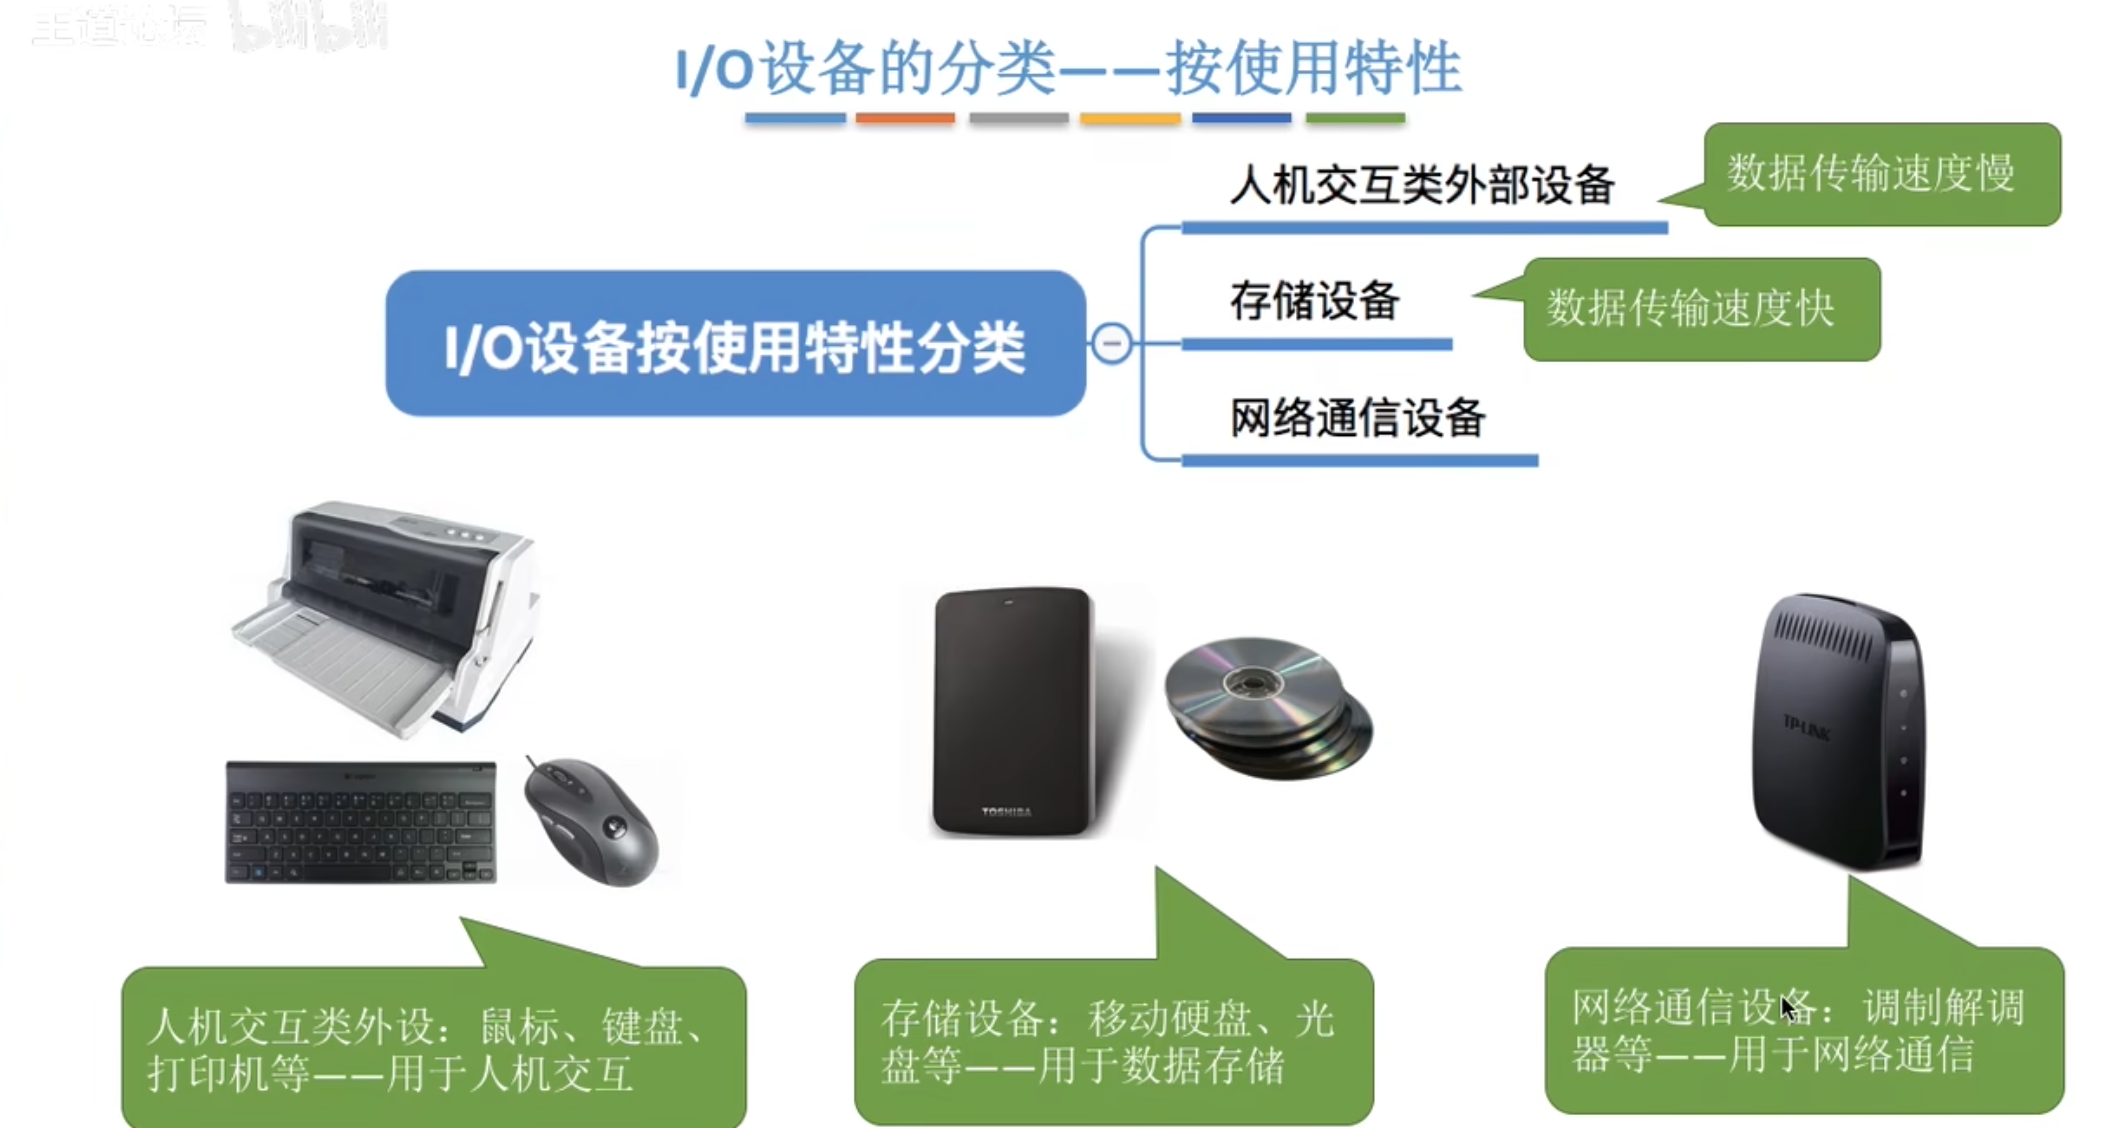 王道论坛 bilibili
I/O设备的分类——按使用特性
人机交互类外部设备
数据传输速度慢
存储设备
数据传输速度快
I/O设备按使用特性分类
网络通信设备
TOSHIBA
TP-LINK
人机交互类外设：鼠标、键盘、
打印机等——用于人机交互
存储设备：移动硬盘、光
盘等——用于数据存储
网络通信设备：调制解调
器等——用于网络通信